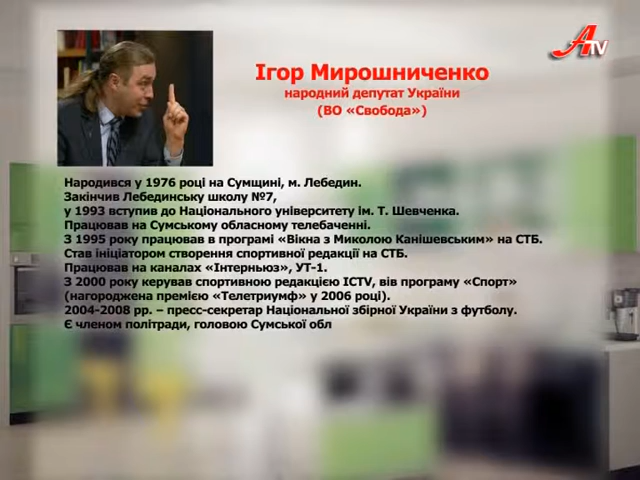 ATV
Ігор Мирошниченко
народний депутат України
(ВО «Свобода»)
Народився у 1976 році на Сумщині, м. Лебедин.
Закінчив Лебединську школу №7,
у 1993 вступив до Національного університету ім. Т. Шевченка.
Працював на Сумському обласному телебаченні.
З 1995 року працював в програмі «Вікна з Миколою Канішевським» на СТБ.
Став ініціатором створення спортивної редакції на СТБ.
Працював на каналах «Інтерньюз», УТ-1.
З 2000 року керував спортивною редакцією ICTV, вів програму «Спорт»
(нагороджена премією «Телетриумф» у 2006 році).
2004-2008 рр. – пресс-секретар Національної збірної України з футболу.
Є членом політради, головою Сумської обл